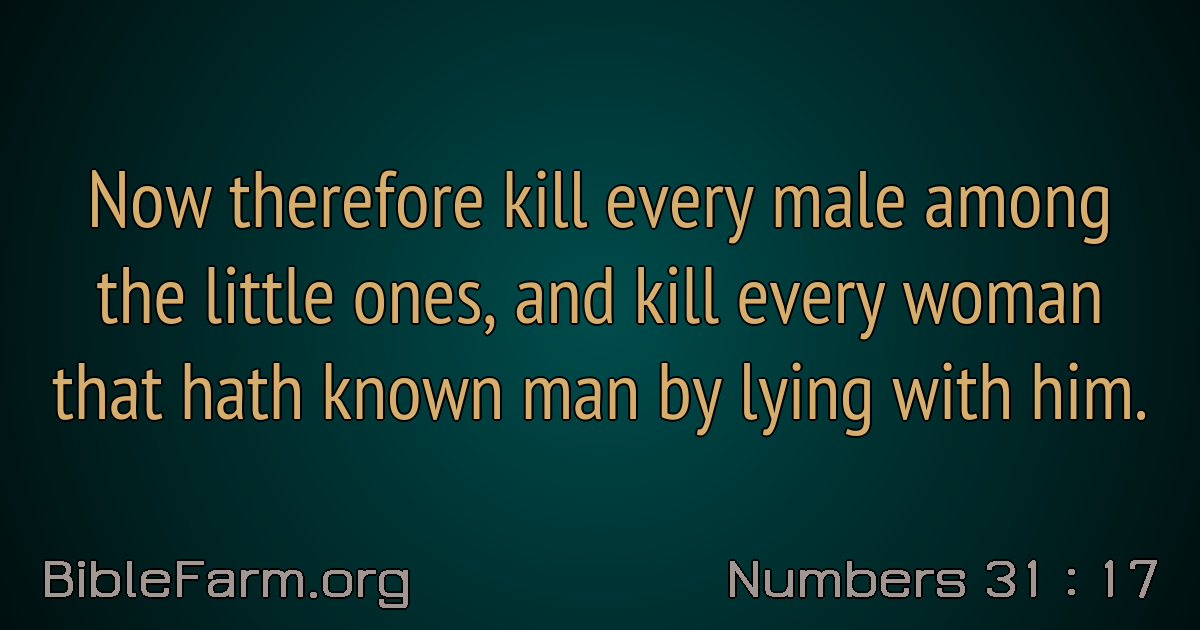 Now therefore kill every male among
the little ones, and kill every woman
that hath known man by lying with him.
BibleFarm.org
Numbers 31 : 17